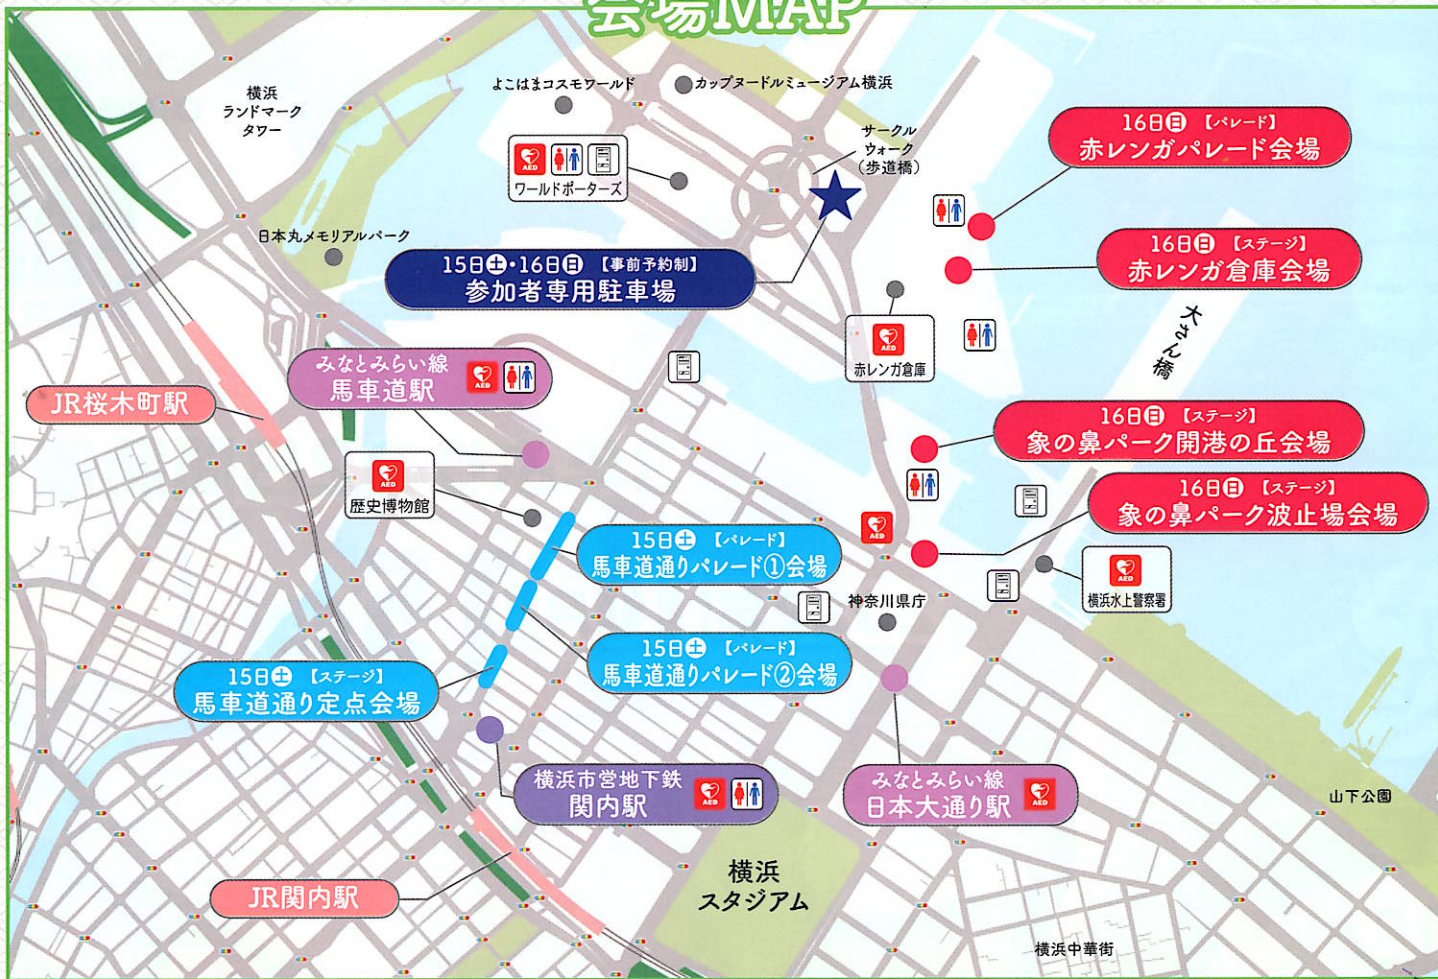 会場MAP
横浜
ランドマーク
タワー
よこはまコスモワールド
カップヌードルミュージアム横浜
サークル
ウォーク
(歩道橋)
AED
ワールドポーターズ
日本丸メモリアルパーク
16日㊐【パレード】
赤レンガパレード会場
15日㊏・16日㊐【事前予約制】
参加者専用駐車場
16日㊐【ステージ】
赤レンガ倉庫会場
大さん橋
AED
赤レンガ倉庫
みなとみらい線
馬車道駅
AED
JR桜木町駅
16日㊐【ステージ】
象の鼻パーク開港の丘会場
AED
歴史博物館
16日㊐【ステージ】
象の鼻パーク波止場会場
AED
15日㊏【パレード】
馬車道通りパレード①会場
AED
横浜水上警察署
神奈川県庁
15日㊏【パレード】
馬車道通りパレード②会場
15日㊏【ステージ】
馬車道通り定点会場
横浜市営地下鉄
関内駅
AED
みなとみらい線
日本大通り駅
AED
山下公園
JR関内駅
横浜
スタジアム
横浜中華街